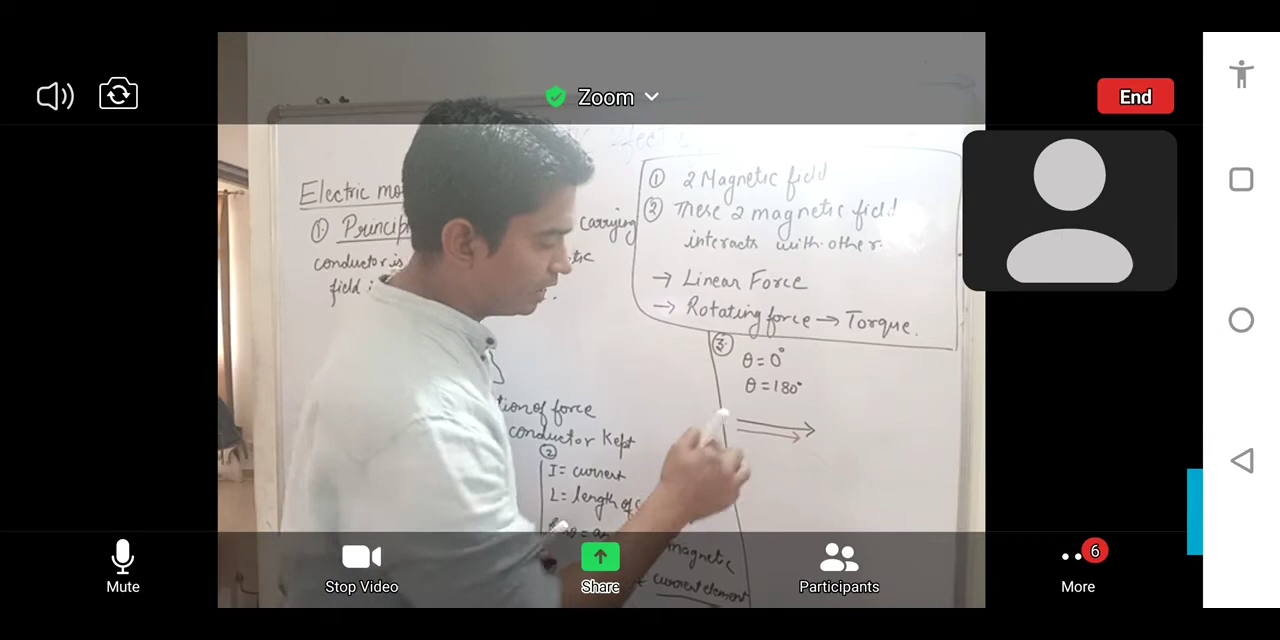 Zoom
End
Electric mo
① Princip carrying
conductor is tic
field
① 2 Magnetic field
② These 2 magnetic field
interacts with other.
→ Linear Force
→ Rotating force → Torque.
③ θ = 0°
θ = 180°
tion of force
conductor Kept
②
I = current
L = length of
magnetic
current element
6
Mute
Stop Video
Share
Participants
More